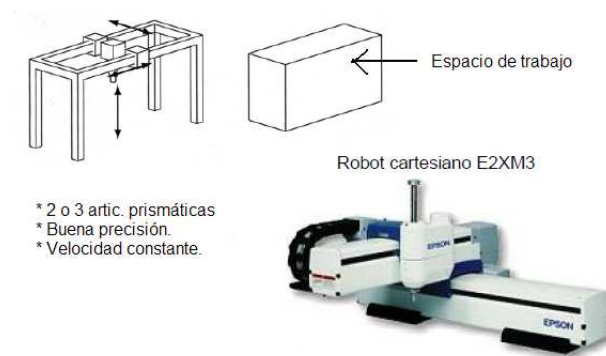 Espacio de trabajo
Robot cartesiano E2XM3
* 2 o 3 artic. prismáticas
* Buena precisión.
* Velocidad constante.
EPSON
EPSON